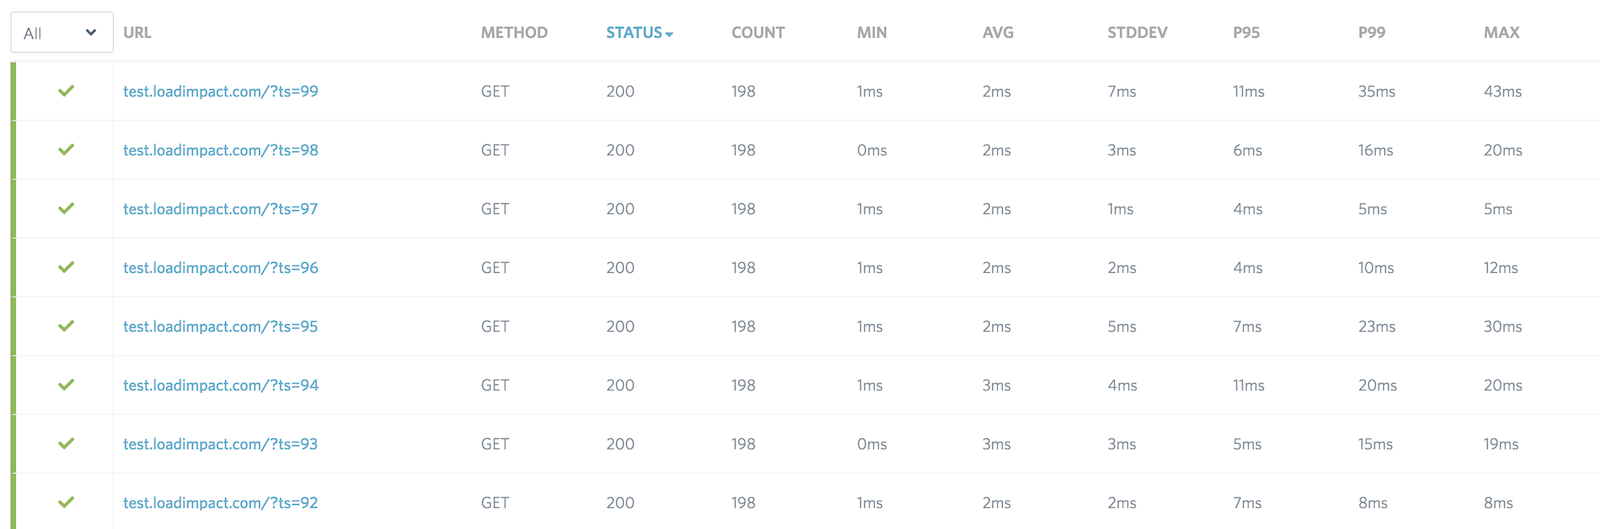 All URL METHOD STATUS COUNT MIN AVG STDDEV P95 P99 MAX
test.loadimpact.com/?ts=99 GET 200 198 1ms 2ms 7ms 11ms 35ms 43ms
test.loadimpact.com/?ts=98 GET 200 198 0ms 2ms 3ms 6ms 16ms 20ms
test.loadimpact.com/?ts=97 GET 200 198 1ms 2ms 1ms 4ms 5ms 5ms
test.loadimpact.com/?ts=96 GET 200 198 1ms 2ms 2ms 4ms 10ms 12ms
test.loadimpact.com/?ts=95 GET 200 198 1ms 2ms 5ms 7ms 23ms 30ms
test.loadimpact.com/?ts=94 GET 200 198 1ms 3ms 4ms 11ms 20ms 20ms
test.loadimpact.com/?ts=93 GET 200 198 0ms 3ms 3ms 5ms 15ms 19ms
test.loadimpact.com/?ts=92 GET 200 198 1ms 2ms 2ms 7ms 8ms 8ms